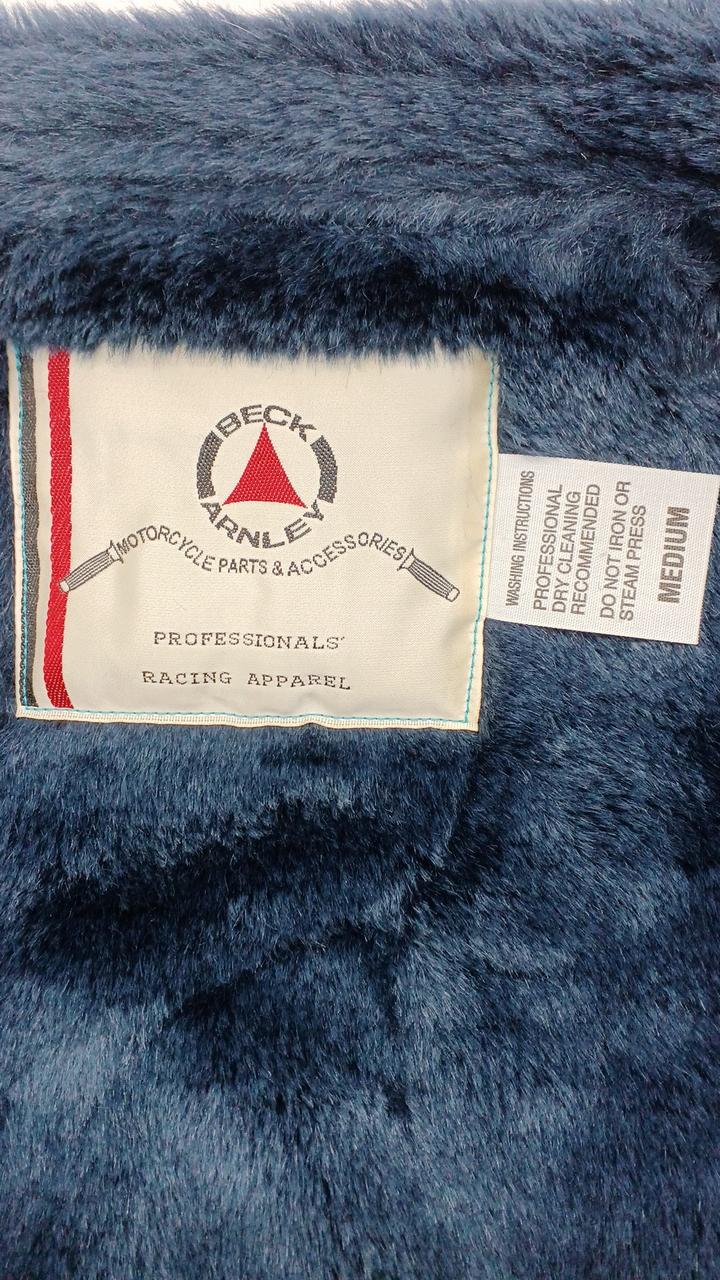 BECK
ARNLEY
MOTORCYCLE PARTS & ACCESSORIES
PROFESSIONALS'
RACING APPAREL
WASHING INSTRUCTIONS
PROFESSIONAL
DRY CLEANING
RECOMMENDED
DO NOT IRON OR
STEAM PRESS
MEDIUM